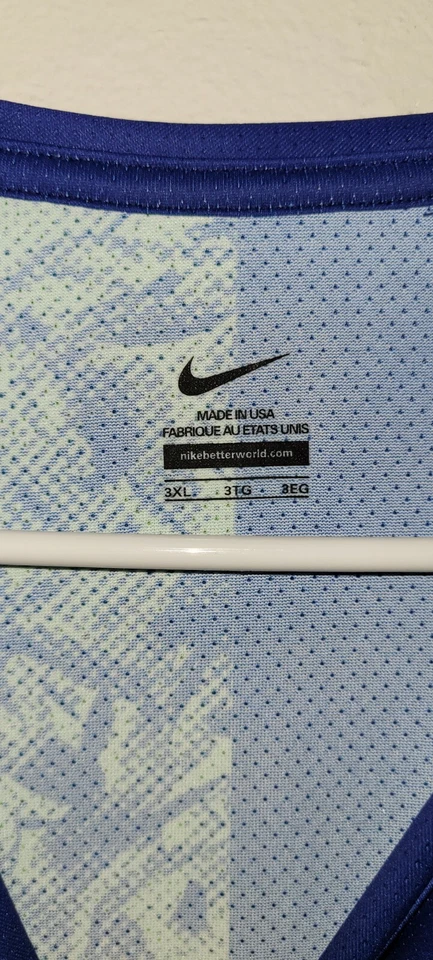 MADE IN USA
FABRIQUE AU ETATS UNIS
nikebetterworld.com
3XL 3TG 3EG